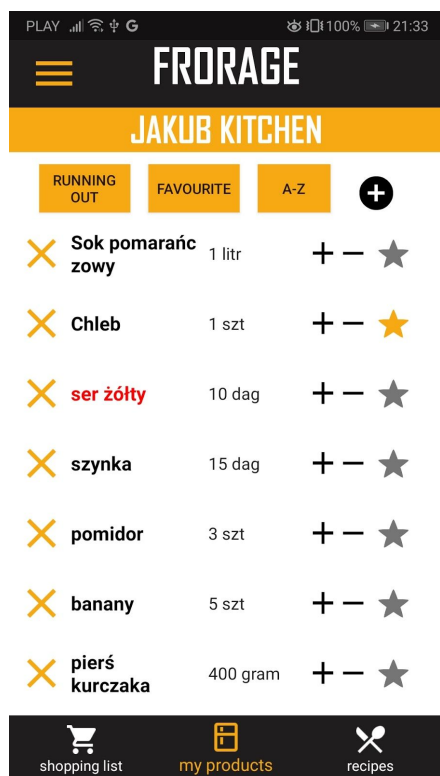 PLAY G 100% 21:33
FRORAGE
JAKUB KITCHEN
RUNNING
OUT
FAVOURITE
A-Z
Sok pomarańc
zowy
1 litr
Chleb 1 szt
ser żółty 10 dag
szynka 15 dag
pomidor 3 szt
banany 5 szt
pierś
kurczaka
400 gram
shopping list my products recipes